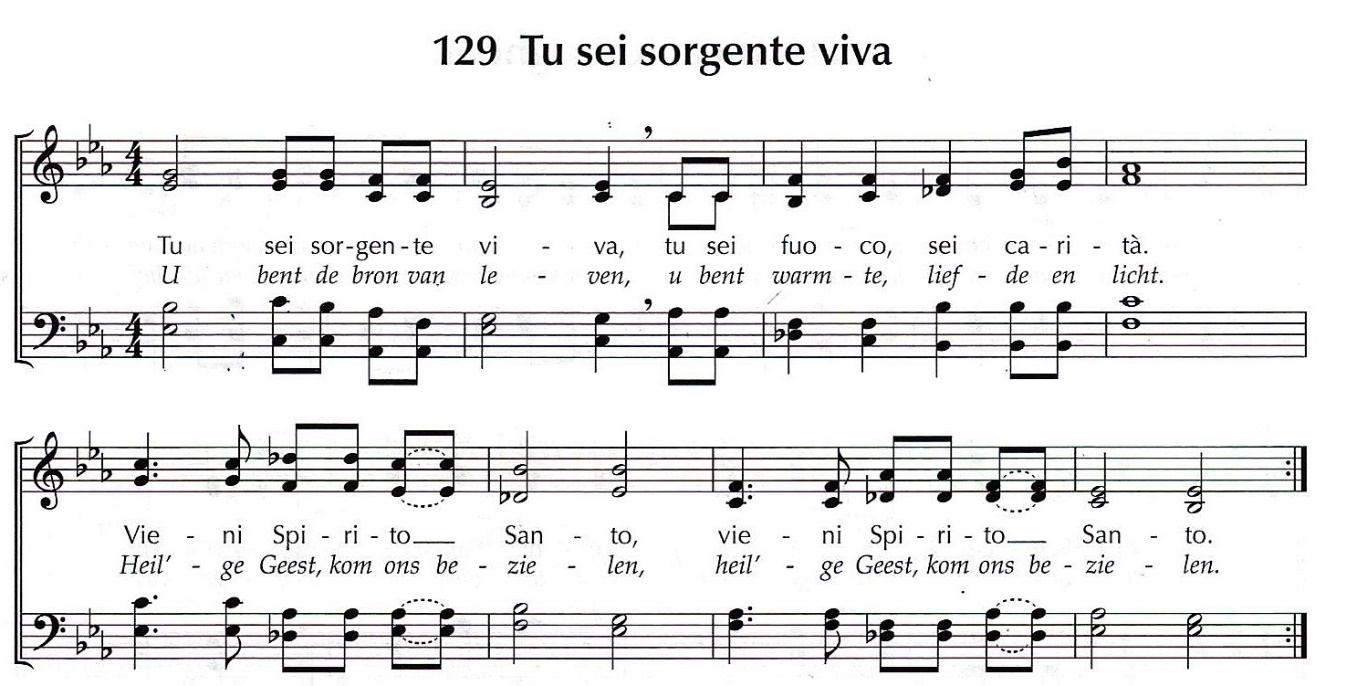 129 Tu sei sorgente viva
Tu sei sor-gen-te vi - va, tu sei fuo - co, sei ca - ri - tà.
U bent de bron van le - ven, u bent warm - te, lief - de en licht.
Vie - ni Spi - ri - to San - to, vie - ni Spi - ri - to San - to.
Heil' - ge Geest, kom ons be - zie - len, heil' - ge Geest, kom ons be - zie - len.